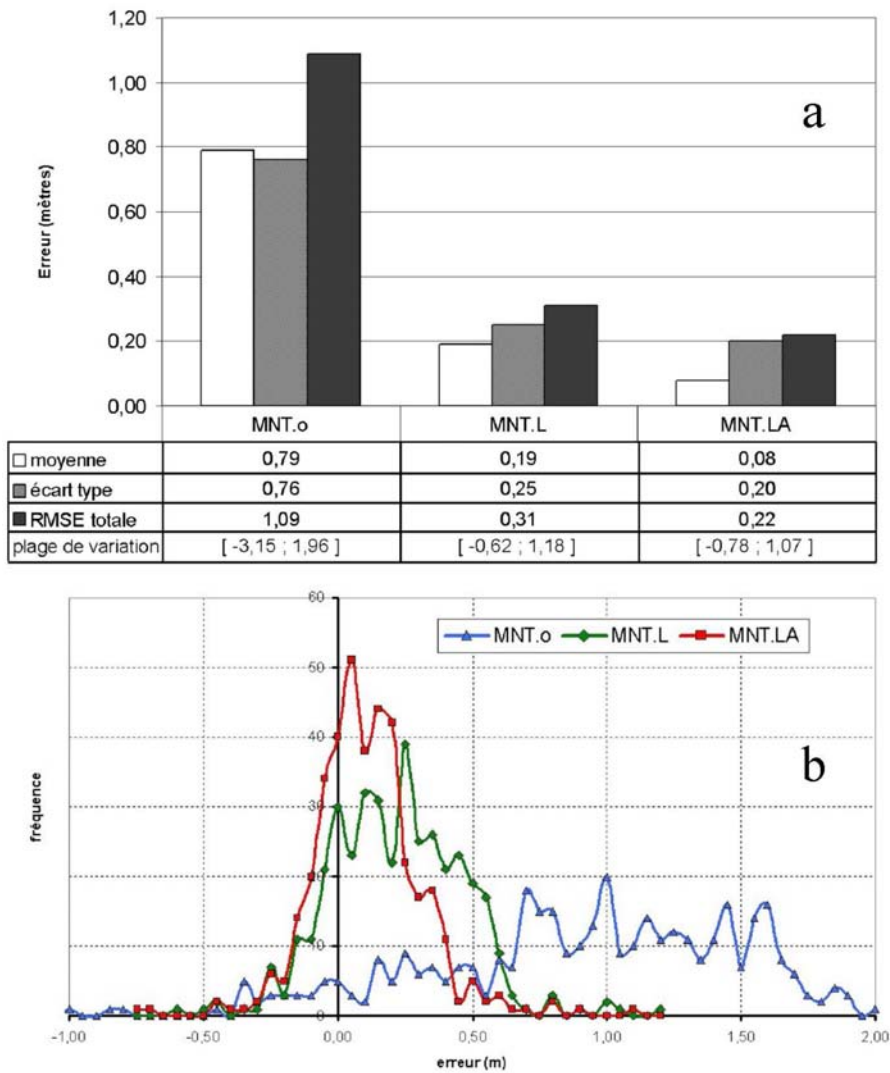 1,20
1,00
0,80
0,60
0,40
0,20
0,00
Erreur (mètres)
a
MNT.o MNT.L MNT.LA
moyenne 0,79 0,19 0,08
écart type 0,76 0,25 0,20
RMSE totale 1,09 0,31 0,22
plage de variation [ -3,15 ; 1,96 ] [ -0,62 ; 1,18 ] [ -0,78 ; 1,07 ]
60
50
40
30
20
10
0
fréquence
MNT.o MNT.L MNT.LA
b
-1,00 -0,50 0,00 0,50 1,00 1,50 2,00
erreur (m)